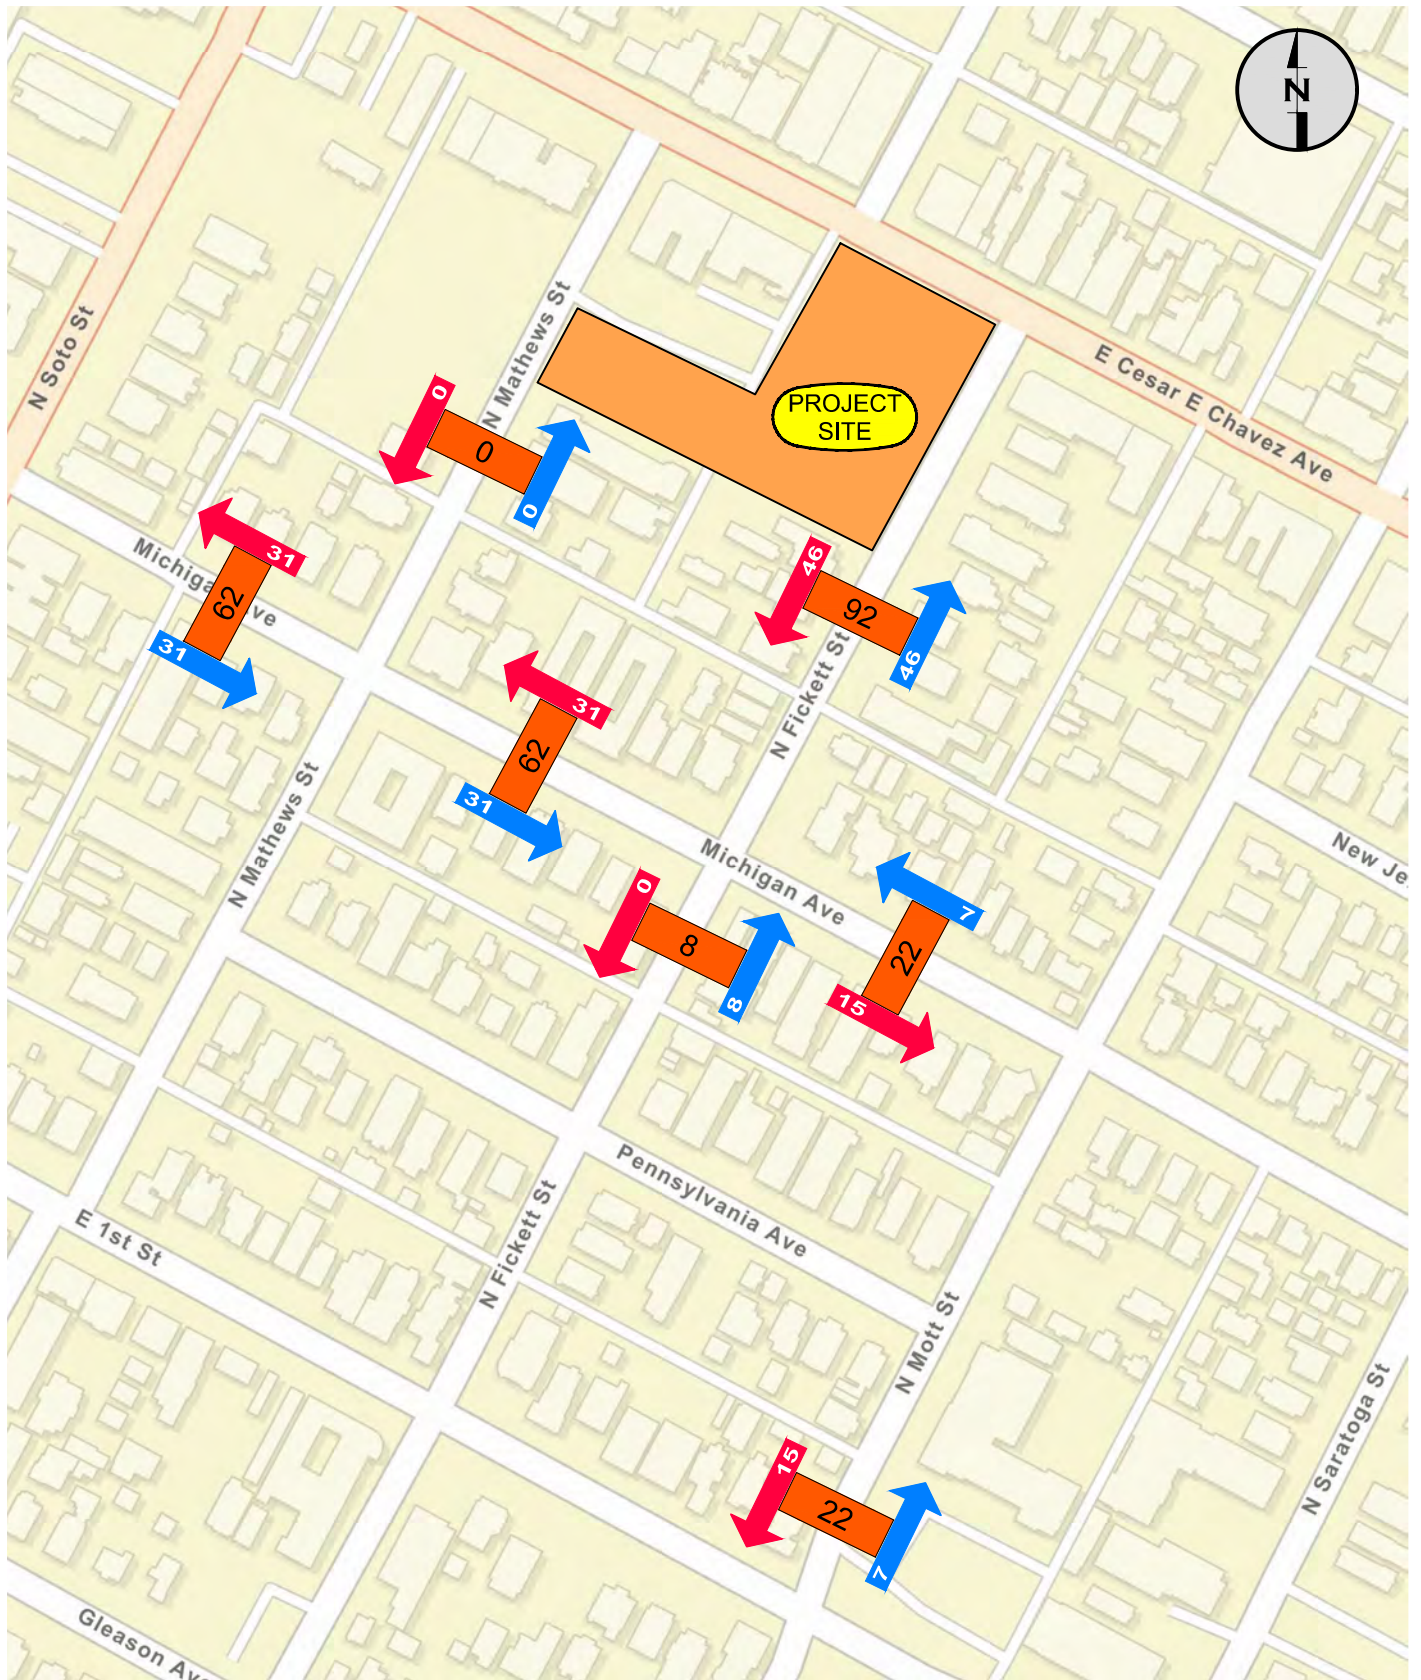 N
N Soto St
N Mathews St
E Cesar E Chavez Ave
PROJECT
SITE
0
0
0
31
62
31
Michigan Ave
46
92
46
N Fickett St
31
62
31
N Mathews St
Michigan Ave
New Je
0
8
8
7
22
15
Pennsylvania Ave
E 1st St
N Fickett St
N Mott St
N Saratoga St
15
22
7
Gleason Ave